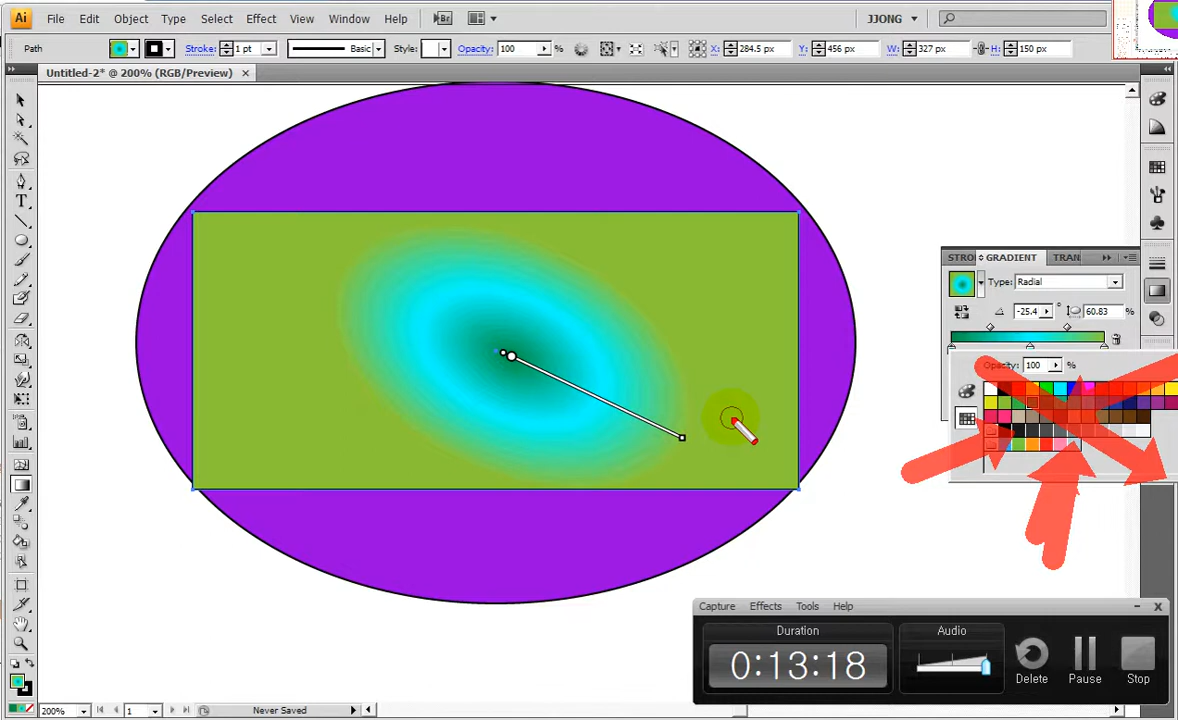 Ai File Edit Object Type Select Effect View Window Help Br JJONG
Path Stroke: 1 pt Basic Style: Opacity: 100 % X: 284.5 px Y: 456 px W: 327 px H: 150 px
Untitled-2* @ 200% (RGB/Preview) ×
STRO GRADIENT TRAN
Type: Radial
-25.4 ° 60.83 %
Opacity: 100 %
T
Capture Effects Tools Help
Duration Audio
0:13:18
Delete Pause Stop
200% 1 Never Saved